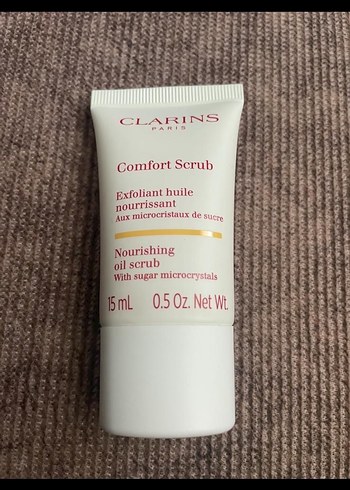 CLARINS
PARIS
Comfort Scrub
Exfoliant huile
nourrissant
Aux microcristaux de sucre
Nourishing
oil scrub
With sugar microcrystals
15 mL 0.5 Oz. Net Wt.